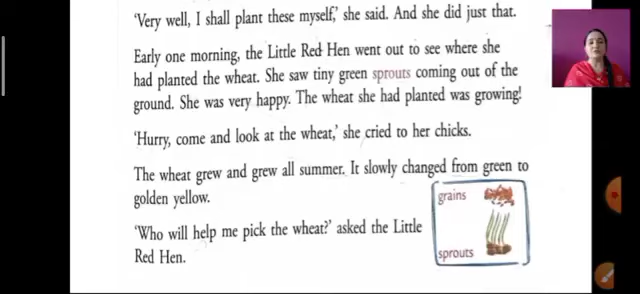 'Very well, I shall plant these myself,' she said. And she did just that.
Early one morning, the Little Red Hen went out to see where she
had planted the wheat. She saw tiny green sprouts coming out of the
ground. She was very happy. The wheat she had planted was growing!
'Hurry, come and look at the wheat,' she cried to her chicks.
The wheat grew and grew all summer. It slowly changed from green to
golden yellow.
'Who will help me pick the wheat?' asked the Little
Red Hen.
grains
sprouts